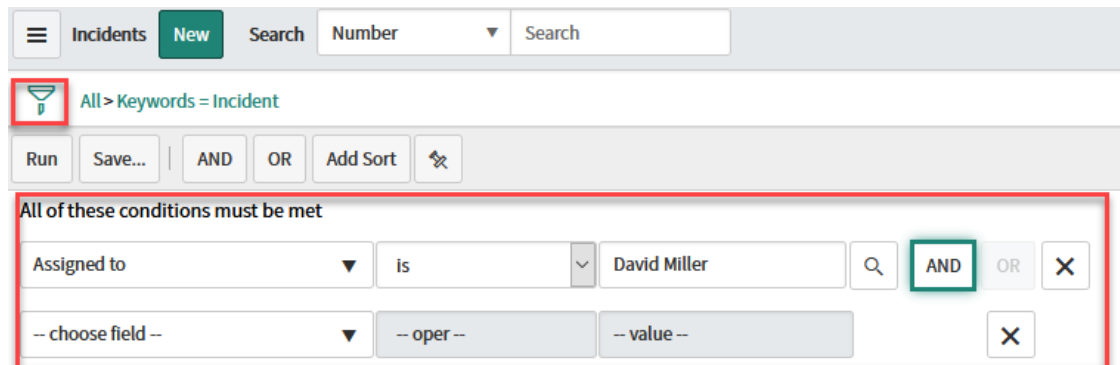 Incidents New Search Number Search
All > Keywords = Incident
Run Save... AND OR Add Sort
All of these conditions must be met
Assigned to is David Miller AND OR
-- choose field -- -- oper -- -- value --